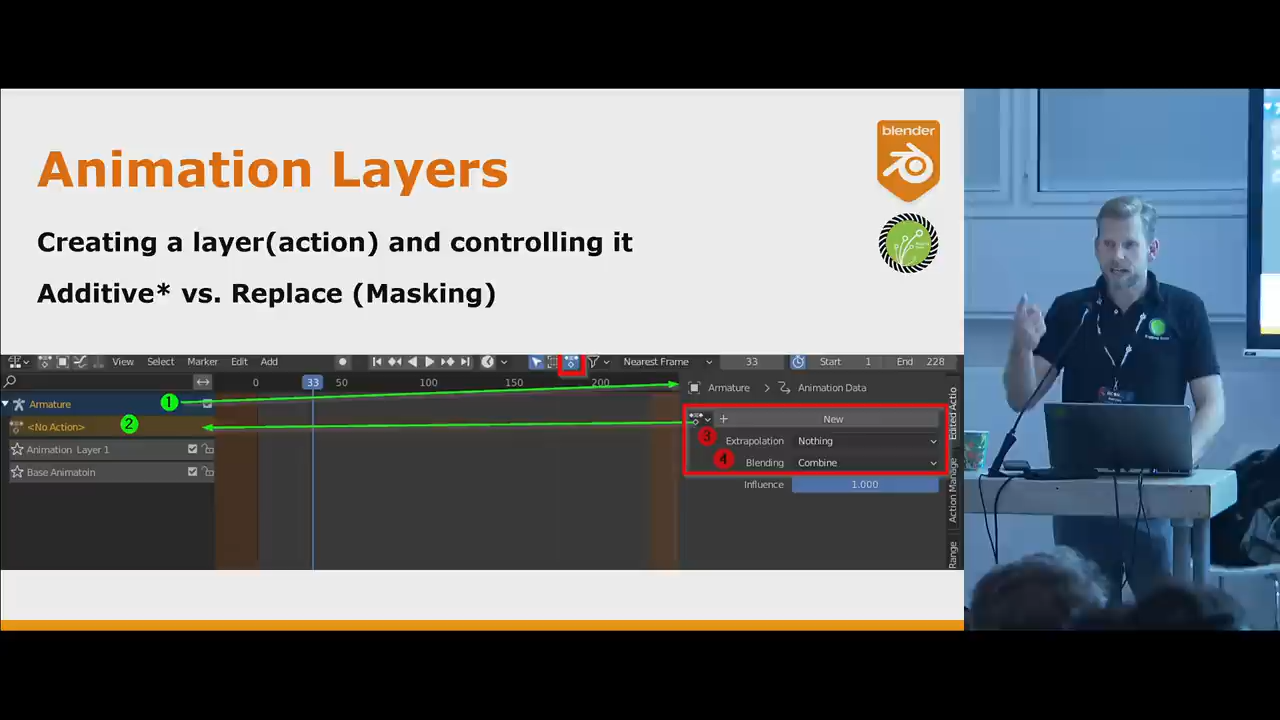 Animation Layers
blender
Creating a layer(action) and controlling it
Additive* vs. Replace (Masking)
View Select Marker Edit Add Nearest Frame 33 Start 1 End 228
0 33 50 100 150 200
Armature 1
Armature > Animation Data
<No Action> 2
+ New
3 Extrapolation Nothing
Animation Layer 1
4 Blending Combine
Base Animatoin
Influence 1.000
Edited Actio
Action Manage
Range